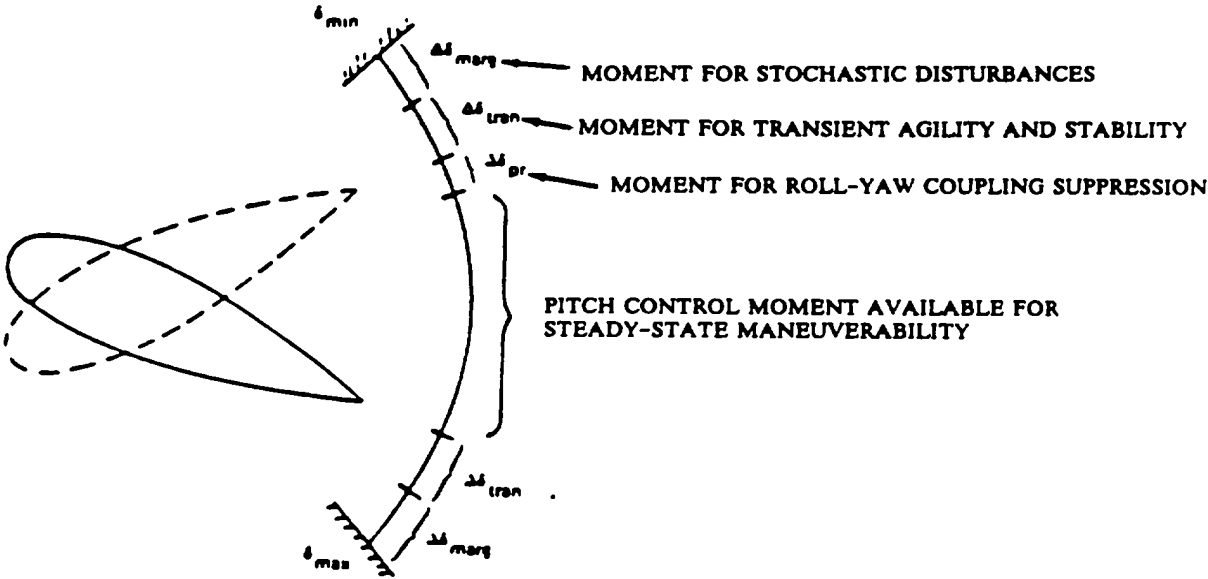 δmin
Δδmarg
MOMENT FOR STOCHASTIC DISTURBANCES
Δδtran
MOMENT FOR TRANSIENT AGILITY AND STABILITY
Δδpr
MOMENT FOR ROLL-YAW COUPLING SUPPRESSION
PITCH CONTROL MOMENT AVAILABLE FOR
STEADY-STATE MANEUVERABILITY
Δδtran
Δδmarg
δmax